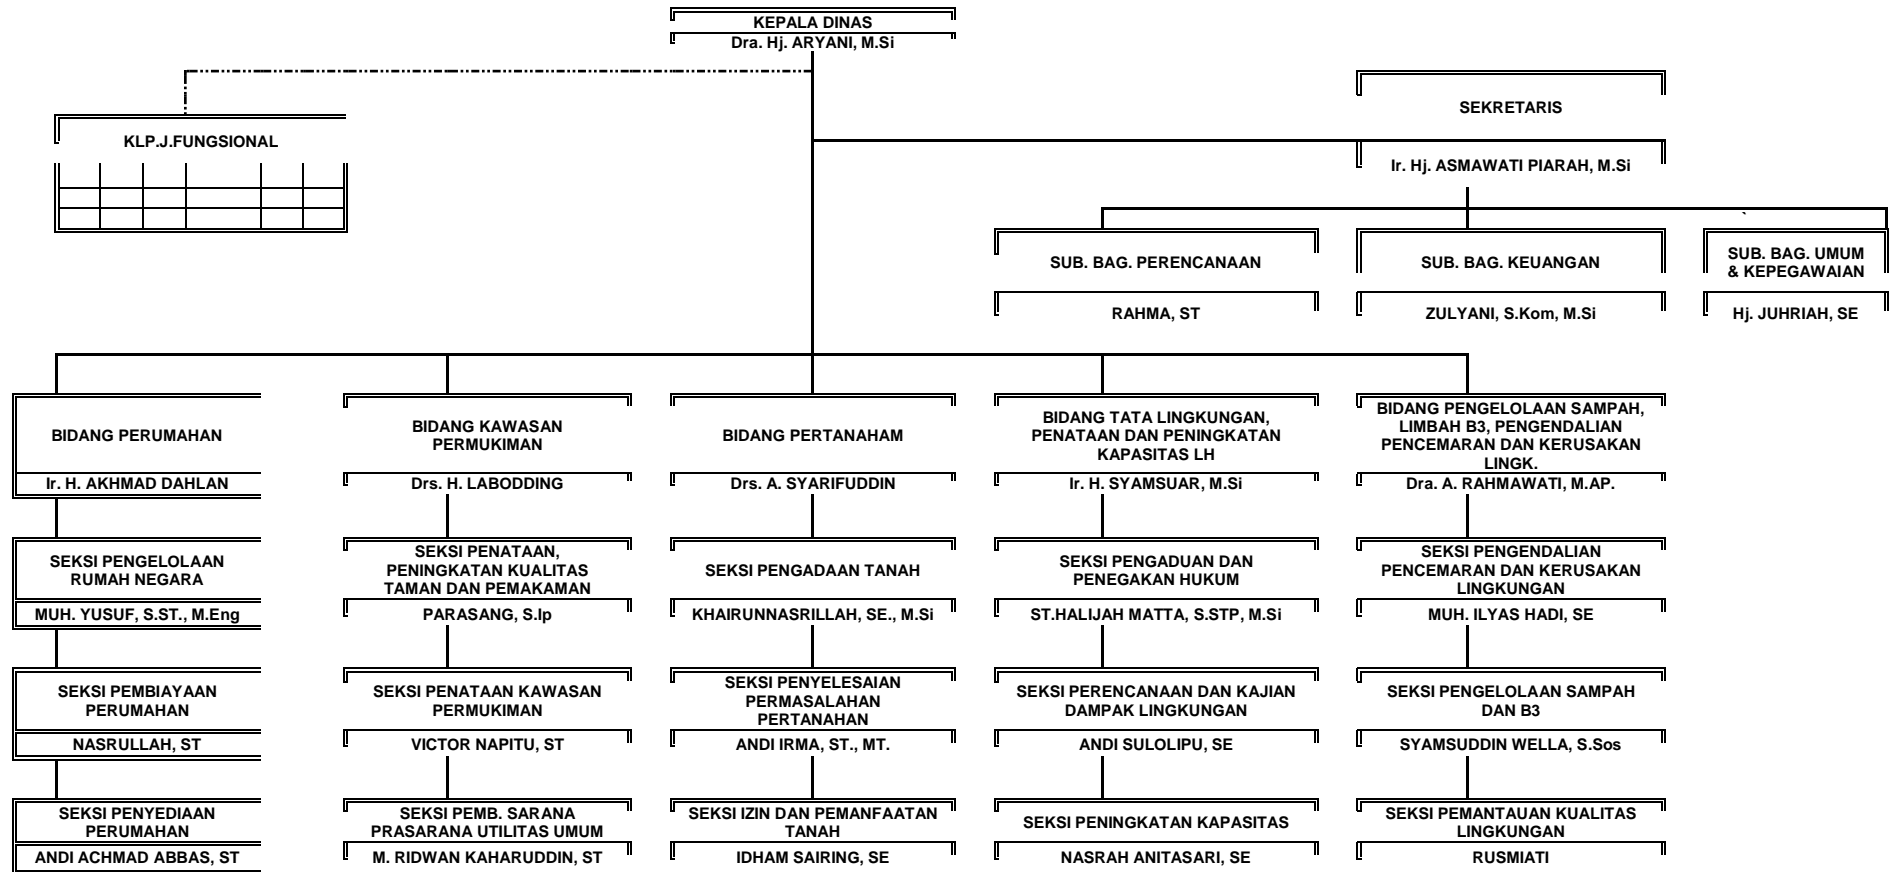 KEPALA DINAS
Dra. Hj. ARYANI, M.Si
KLP.J.FUNGSIONAL
SEKRETARIS
Ir. Hj. ASMAWATI PIARAH, M.Si
`
SUB. BAG. PERENCANAAN
RAHMA, ST
SUB. BAG. KEUANGAN
ZULYANI, S.Kom, M.Si
SUB. BAG. UMUM
& KEPEGAWAIAN
Hj. JUHRIAH, SE
BIDANG PERUMAHAN
Ir. H. AKHMAD DAHLAN
SEKSI PENGELOLAAN
RUMAH NEGARA
MUH. YUSUF, S.ST., M.Eng
SEKSI PEMBIAYAAN
PERUMAHAN
NASRULLAH, ST
SEKSI PENYEDIAAN
PERUMAHAN
ANDI ACHMAD ABBAS, ST
BIDANG KAWASAN
PERMUKIMAN
Drs. H. LABODDING
SEKSI PENATAAN,
PENINGKATAN KUALITAS
TAMAN DAN PEMAKAMAN
PARASANG, S.Ip
SEKSI PENATAAN KAWASAN
PERMUKIMAN
VICTOR NAPITU, ST
SEKSI PEMB. SARANA
PRASARANA UTILITAS UMUM
M. RIDWAN KAHARUDDIN, ST
BIDANG PERTANAHAM
Drs. A. SYARIFUDDIN
SEKSI PENGADAAN TANAH
KHAIRUNNASRILLAH, SE., M.Si
SEKSI PENYELESAIAN
PERMASALAHAN
PERTANAHAN
ANDI IRMA, ST., MT.
SEKSI IZIN DAN PEMANFAATAN
TANAH
IDHAM SAIRING, SE
BIDANG TATA LINGKUNGAN,
PENATAAN DAN PENINGKATAN
KAPASITAS LH
Ir. H. SYAMSUAR, M.Si
SEKSI PENGADUAN DAN
PENEGAKAN HUKUM
ST.HALIJAH MATTA, S.STP, M.Si
SEKSI PERENCANAAN DAN KAJIAN
DAMPAK LINGKUNGAN
ANDI SULOLIPU, SE
SEKSI PENINGKATAN KAPASITAS
NASRAH ANITASARI, SE
BIDANG PENGELOLAAN SAMPAH,
LIMBAH B3, PENGENDALIAN
PENCEMARAN DAN KERUSAKAN
LINGK.
Dra. A. RAHMAWATI, M.AP.
SEKSI PENGENDALIAN
PENCEMARAN DAN KERUSAKAN
LINGKUNGAN
MUH. ILYAS HADI, SE
SEKSI PENGELOLAAN SAMPAH
DAN B3
SYAMSUDDIN WELLA, S.Sos
SEKSI PEMANTAUAN KUALITAS
LINGKUNGAN
RUSMIATI